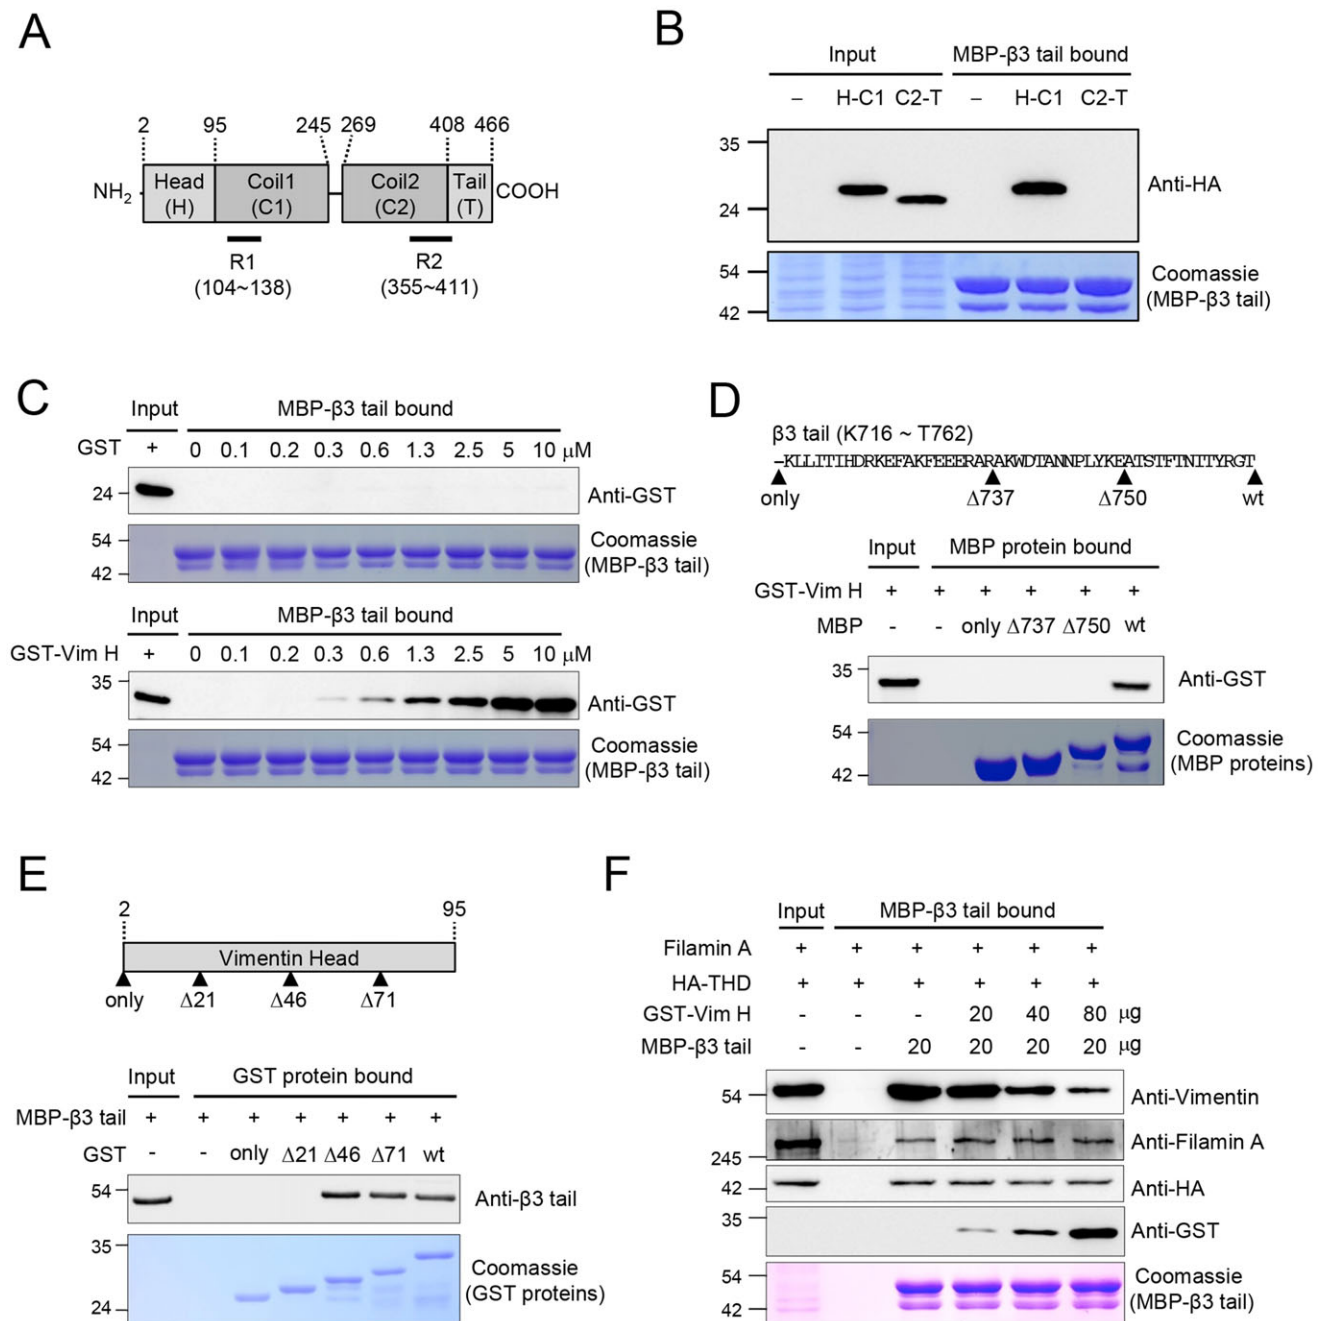 A
2 95 245 269 408 466
NH2 Head (H) Coil1 (C1) Coil2 (C2) Tail (T) COOH
R1 (104~138) R2 (355~411)
B
Input MBP-β3 tail bound
– H-C1 C2-T – H-C1 C2-T
35
24
Anti-HA
54
42
Coomassie
(MBP-β3 tail)
C
Input MBP-β3 tail bound
GST + 0 0.1 0.2 0.3 0.6 1.3 2.5 5 10 μM
24 Anti-GST
54
42
Coomassie
(MBP-β3 tail)
Input MBP-β3 tail bound
GST-Vim H + 0 0.1 0.2 0.3 0.6 1.3 2.5 5 10 μM
35
Anti-GST
54
42
Coomassie
(MBP-β3 tail)
D
β3 tail (K716 ~ T762)
–KLLITIHDRKEFAKFEEERARAKWDTANNPLYKEATSTFTNITYRGT
only Δ737 Δ750 wt
Input MBP protein bound
GST-Vim H + + + + + +
MBP - - only Δ737 Δ750 wt
35 Anti-GST
54
42
Coomassie
(MBP proteins)
E
2 95
Vimentin Head
only Δ21 Δ46 Δ71
Input GST protein bound
MBP-β3 tail + + + + + + +
GST - - only Δ21 Δ46 Δ71 wt
54 Anti-β3 tail
35
24
Coomassie
(GST proteins)
F
Input MBP-β3 tail bound
Filamin A + + + + + +
HA-THD + + + + + +
GST-Vim H - - - 20 40 80 μg
MBP-β3 tail - - 20 20 20 20 μg
54 Anti-Vimentin
245 Anti-Filamin A
42 Anti-HA
35 Anti-GST
54
42
Coomassie
(MBP-β3 tail)